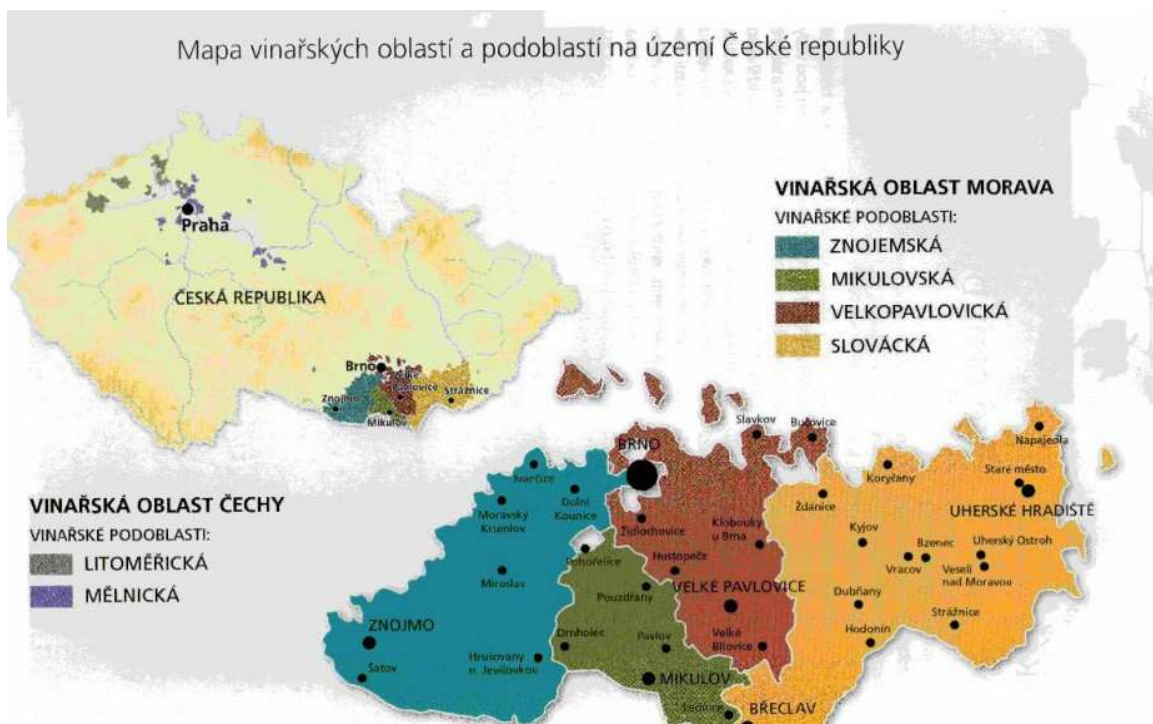 Mapa vinařských oblastí a podoblastí na území České republiky
Praha
ČESKÁ REPUBLIKA
Brno
Pavlovice
Znojmo
Mikulov
Strážnice
VINAŘSKÁ OBLAST MORAVA
VINAŘSKÉ PODOBLASTI:
ZNOJEMSKÁ
MIKULOVSKÁ
VELKOPAVLOVICKÁ
SLOVÁCKÁ
VINAŘSKÁ OBLAST ČECHY
VINAŘSKÉ PODOBLASTI:
LITOMĚŘICKÁ
MĚLNICKÁ
Slavkov
Bučovice
Napajedla
BRNO
Ivančice
Koryčany
Staré město
Dolní
Kounice
Moravský
Krumlov
Ždánice
UHERSKÉ HRADIŠTĚ
Židlochovice
Klobouky
u Brna
Kyjov
Bzenec
Uherský Ostroh
Pohořelice
Hustopeče
Vracov
Veselí
nad Moravou
Miroslav
Pouzdřany
VELKÉ PAVLOVICE
Dubňany
Strážnice
ZNOJMO
Drnholec
Pavlov
Velké
Bílovice
Hodonín
Šatov
Hrušovany
n. Jevišovkou
MIKULOV
Lednice
BŘECLAV